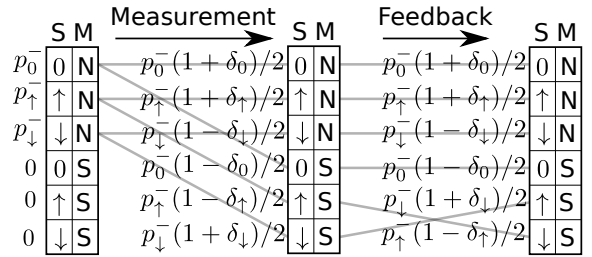 Measurement Feedback
S M S M S M
p_0^- 0 N p_0^-(1+δ_0)/2 0 N p_0^-(1+δ_0)/2 0 N
p_↑^- ↑ N p_↑^-(1+δ_↑)/2 ↑ N p_↑^-(1+δ_↑)/2 ↑ N
p_↓^- ↓ N p_↓^-(1−δ_↓)/2 ↓ N p_↓^-(1−δ_↓)/2 ↓ N
0 0 S p_0^-(1−δ_0)/2 0 S p_0^-(1−δ_0)/2 0 S
0 ↑ S p_↑^-(1−δ_↑)/2 ↑ S p_↓^-(1+δ_↓)/2 ↑ S
0 ↓ S p_↓^-(1+δ_↓)/2 ↓ S p_↑^-(1−δ_↑)/2 ↓ S